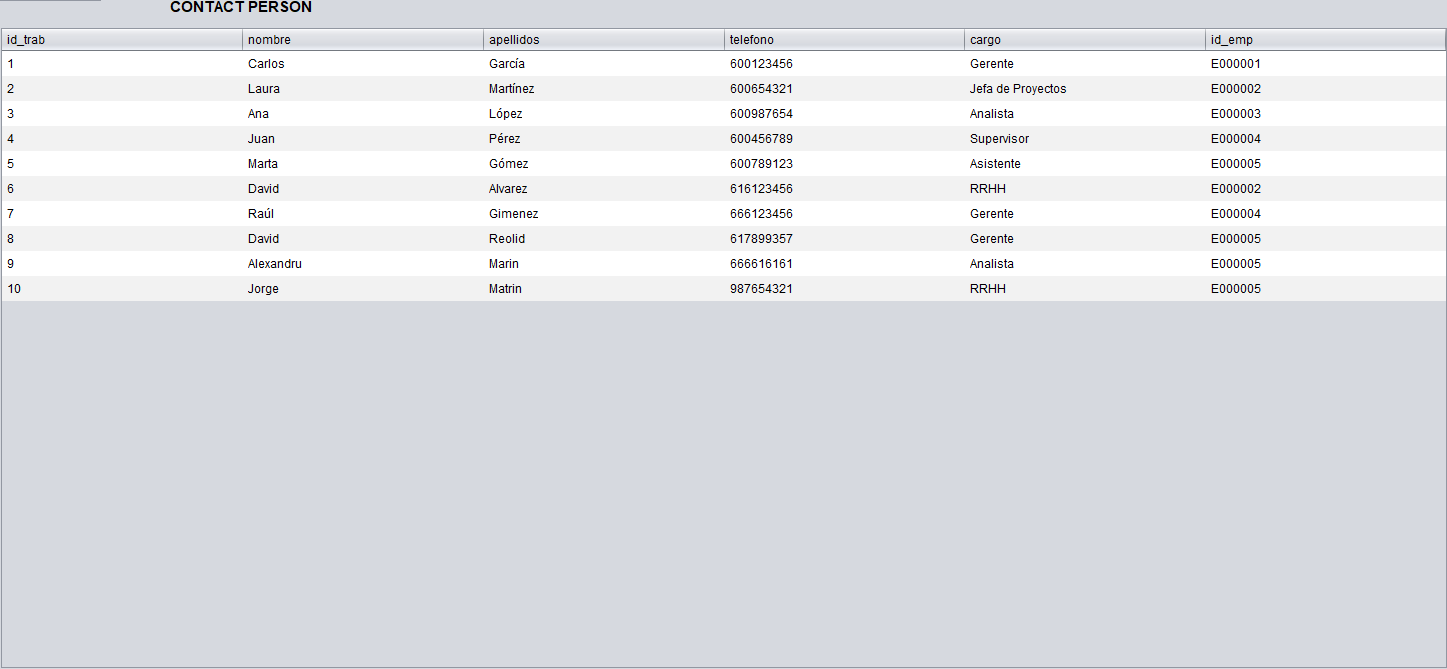 CONTACT PERSON
id_trab nombre apellidos telefono cargo id_emp
1 Carlos García 600123456 Gerente E000001
2 Laura Martínez 600654321 Jefa de Proyectos E000002
3 Ana López 600987654 Analista E000003
4 Juan Pérez 600456789 Supervisor E000004
5 Marta Gómez 600789123 Asistente E000005
6 David Alvarez 616123456 RRHH E000002
7 Raúl Gimenez 666123456 Gerente E000004
8 David Reolid 617899357 Gerente E000005
9 Alexandru Marin 666616161 Analista E000005
10 Jorge Matrin 987654321 RRHH E000005